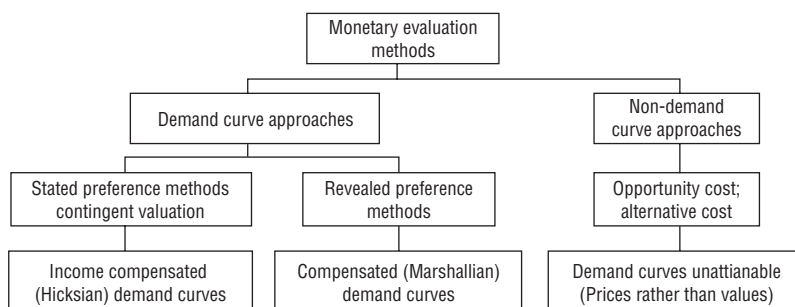 Monetary evaluation
methods
Demand curve approaches
Non-demand
curve approaches
Stated preference methods
contingent valuation
Revealed preference
methods
Opportunity cost;
alternative cost
Income compensated
(Hicksian) demand curves
Compensated (Marshallian)
demand curves
Demand curves unattianable
(Prices rather than values)